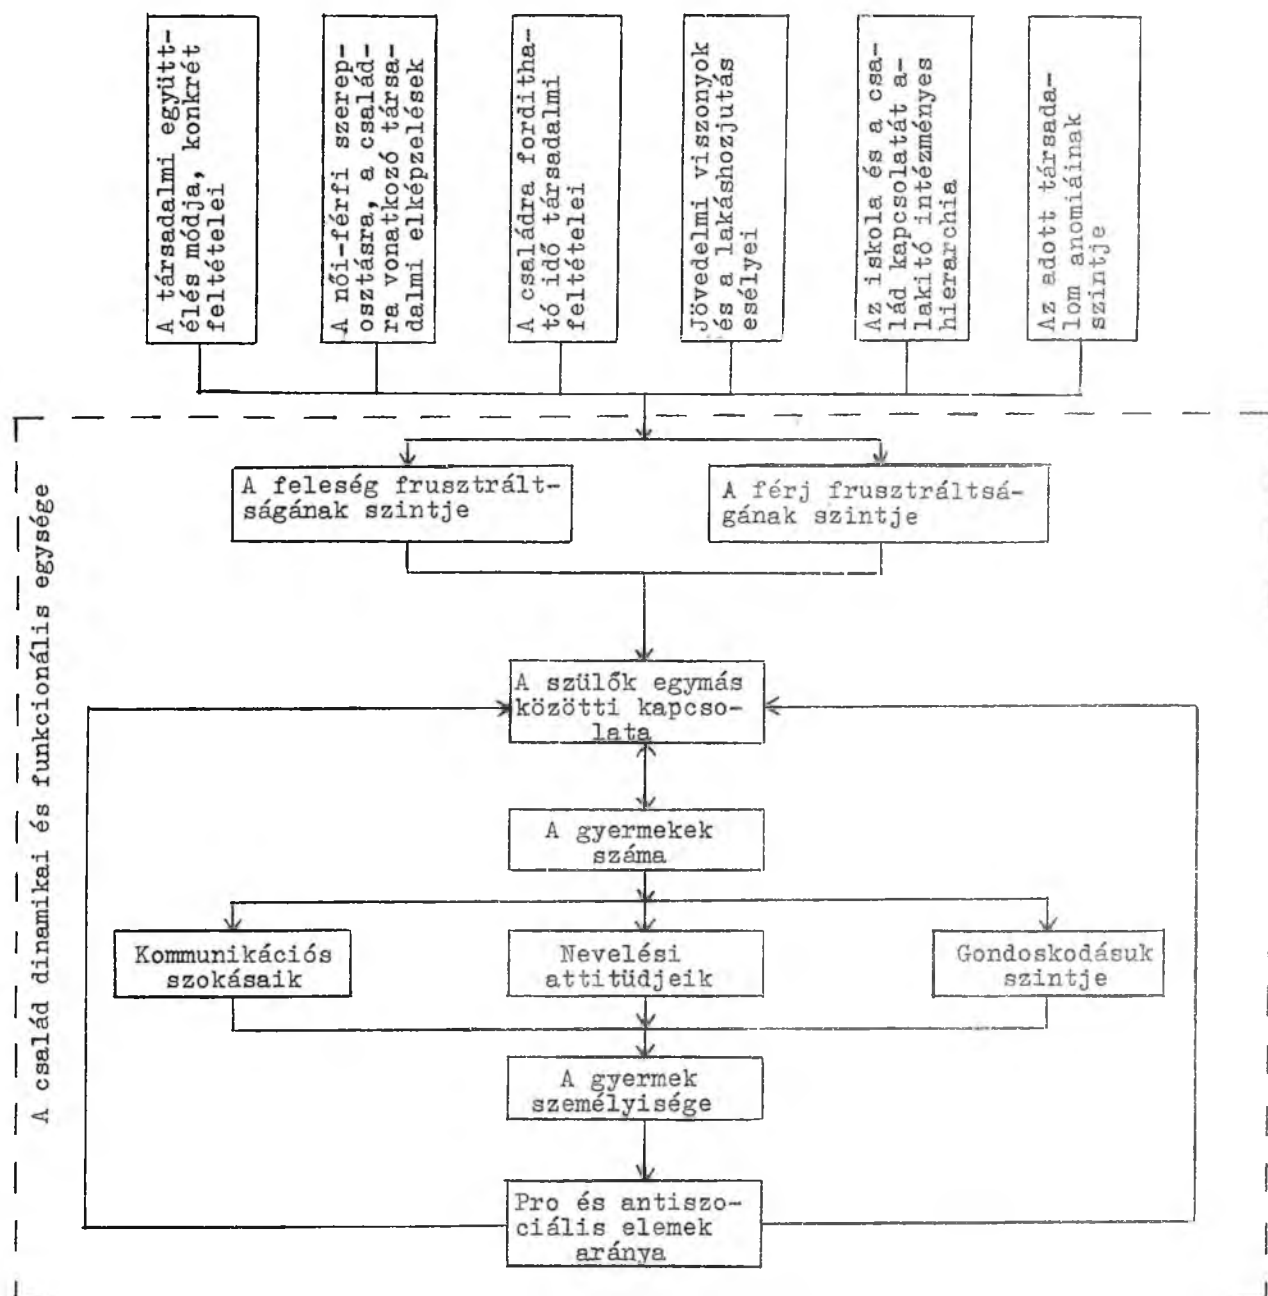 A társadalmi együtt-
élés módja, konkrét
feltételei
A női-férfi szerep-
osztásra, a család-
ra vonatkozó társa-
dalmi elképzelések
A családra fordítha-
tó idő társadalmi
feltételei
Jövedelmi viszonyok
és a lakáshozjutás
esélyei
Az iskola és a csa-
lád kapcsolatát a-
lakító intézményes
hierarchia
Az adott társada-
lom anomiáinak
szintje
A család dinamikai és funkcionális egysége
A feleség frusztrált-
ságának szintje
A férj frusztráltsá-
gának szintje
A szülők egymás
közötti kapcso-
lata
A gyermekek
száma
Kommunikációs
szokásaik
Nevelési
attitüdjeik
Gondoskodásuk
szintje
A gyermek
személyisége
Pro és antiszo-
ciális elemek
aránya